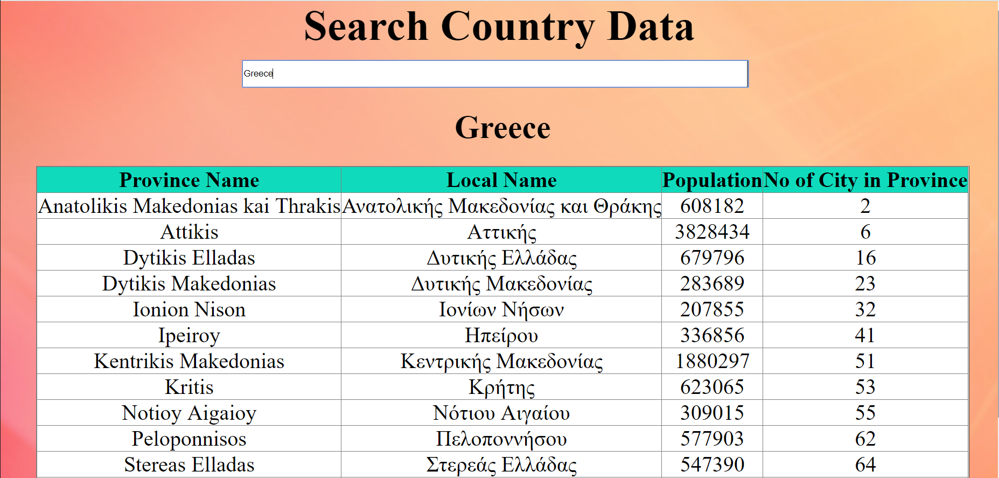 Search Country Data
Greece
Greece
Province Name Local Name Population No of City in Province
Anatolikis Makedonias kai Thrakis Ανατολικής Μακεδονίας και Θράκης 608182 2
Attikis Αττικής 3828434 6
Dytikis Elladas Δυτικής Ελλάδας 679796 16
Dytikis Makedonias Δυτικής Μακεδονίας 283689 23
Ionion Nison Ιονίων Νήσων 207855 32
Ipeiroy Ηπείρου 336856 41
Kentrikis Makedonias Κεντρικής Μακεδονίας 1880297 51
Kritis Κρήτης 623065 53
Notioy Aigaioy Νότιου Αιγαίου 309015 55
Peloponnisos Πελοποννήσου 577903 62
Stereas Elladas Στερεάς Ελλάδας 547390 64